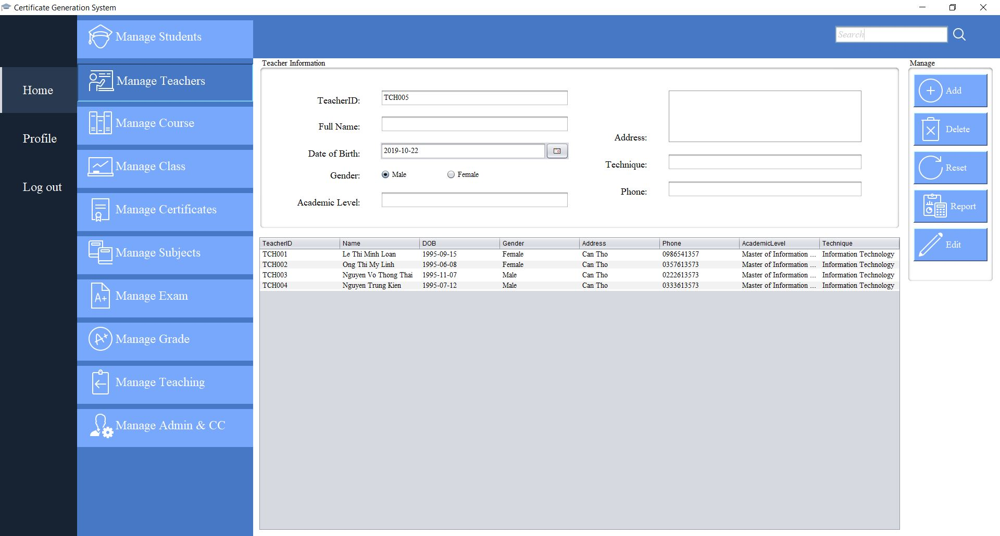 Certificate Generation System
Home
Profile
Log out
Manage Students
Manage Teachers
Manage Course
Manage Class
Manage Certificates
Manage Subjects
A+ Manage Exam
A+ Manage Grade
Manage Teaching
Manage Admin & CC
Search
Teacher Information
TeacherID: TCH005
Full Name:
Date of Birth: 2019-10-22
Gender: Male Female
Academic Level:
Address:
Technique:
Phone:
Manage
Add
Delete
Reset
Report
Edit
TeacherID Name DOB Gender Address Phone AcademicLevel Technique
TCH001 Le Thi Minh Loan 1995-09-15 Female Can Tho 0986541357 Master of Information ... Information Technology
TCH002 Ong Thi My Linh 1995-06-08 Female Can Tho 0357613573 Master of Information ... Information Technology
TCH003 Nguyen Vo Thong Thai 1995-11-07 Male Can Tho 0222613573 Master of Information ... Information Technology
TCH004 Nguyen Trung Kien 1995-07-12 Male Can Tho 0333613573 Master of Information ... Information Technology